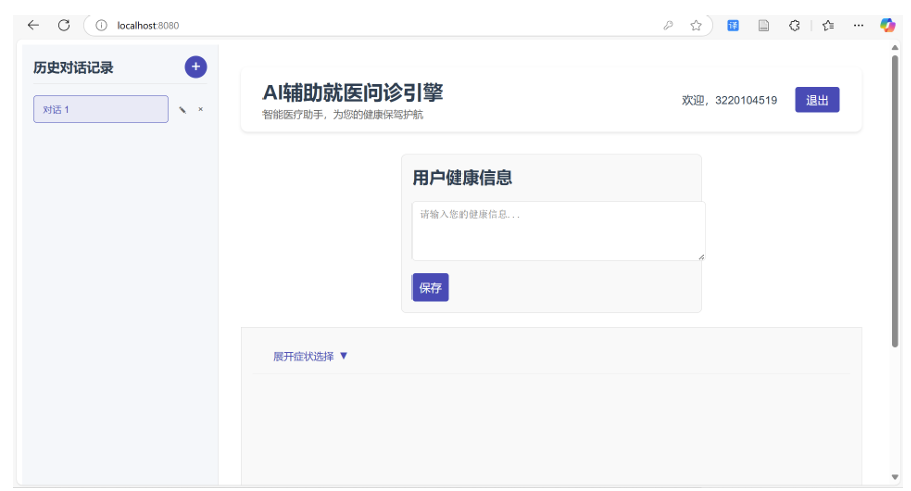 localhost:8080
译
历史对话记录
+
对话 1
×
AI辅助就医问诊引擎
智能医疗助手，为您的健康保驾护航
欢迎，3220104519
退出
用户健康信息
请输入您的健康信息...
保存
展开症状选择 ▼